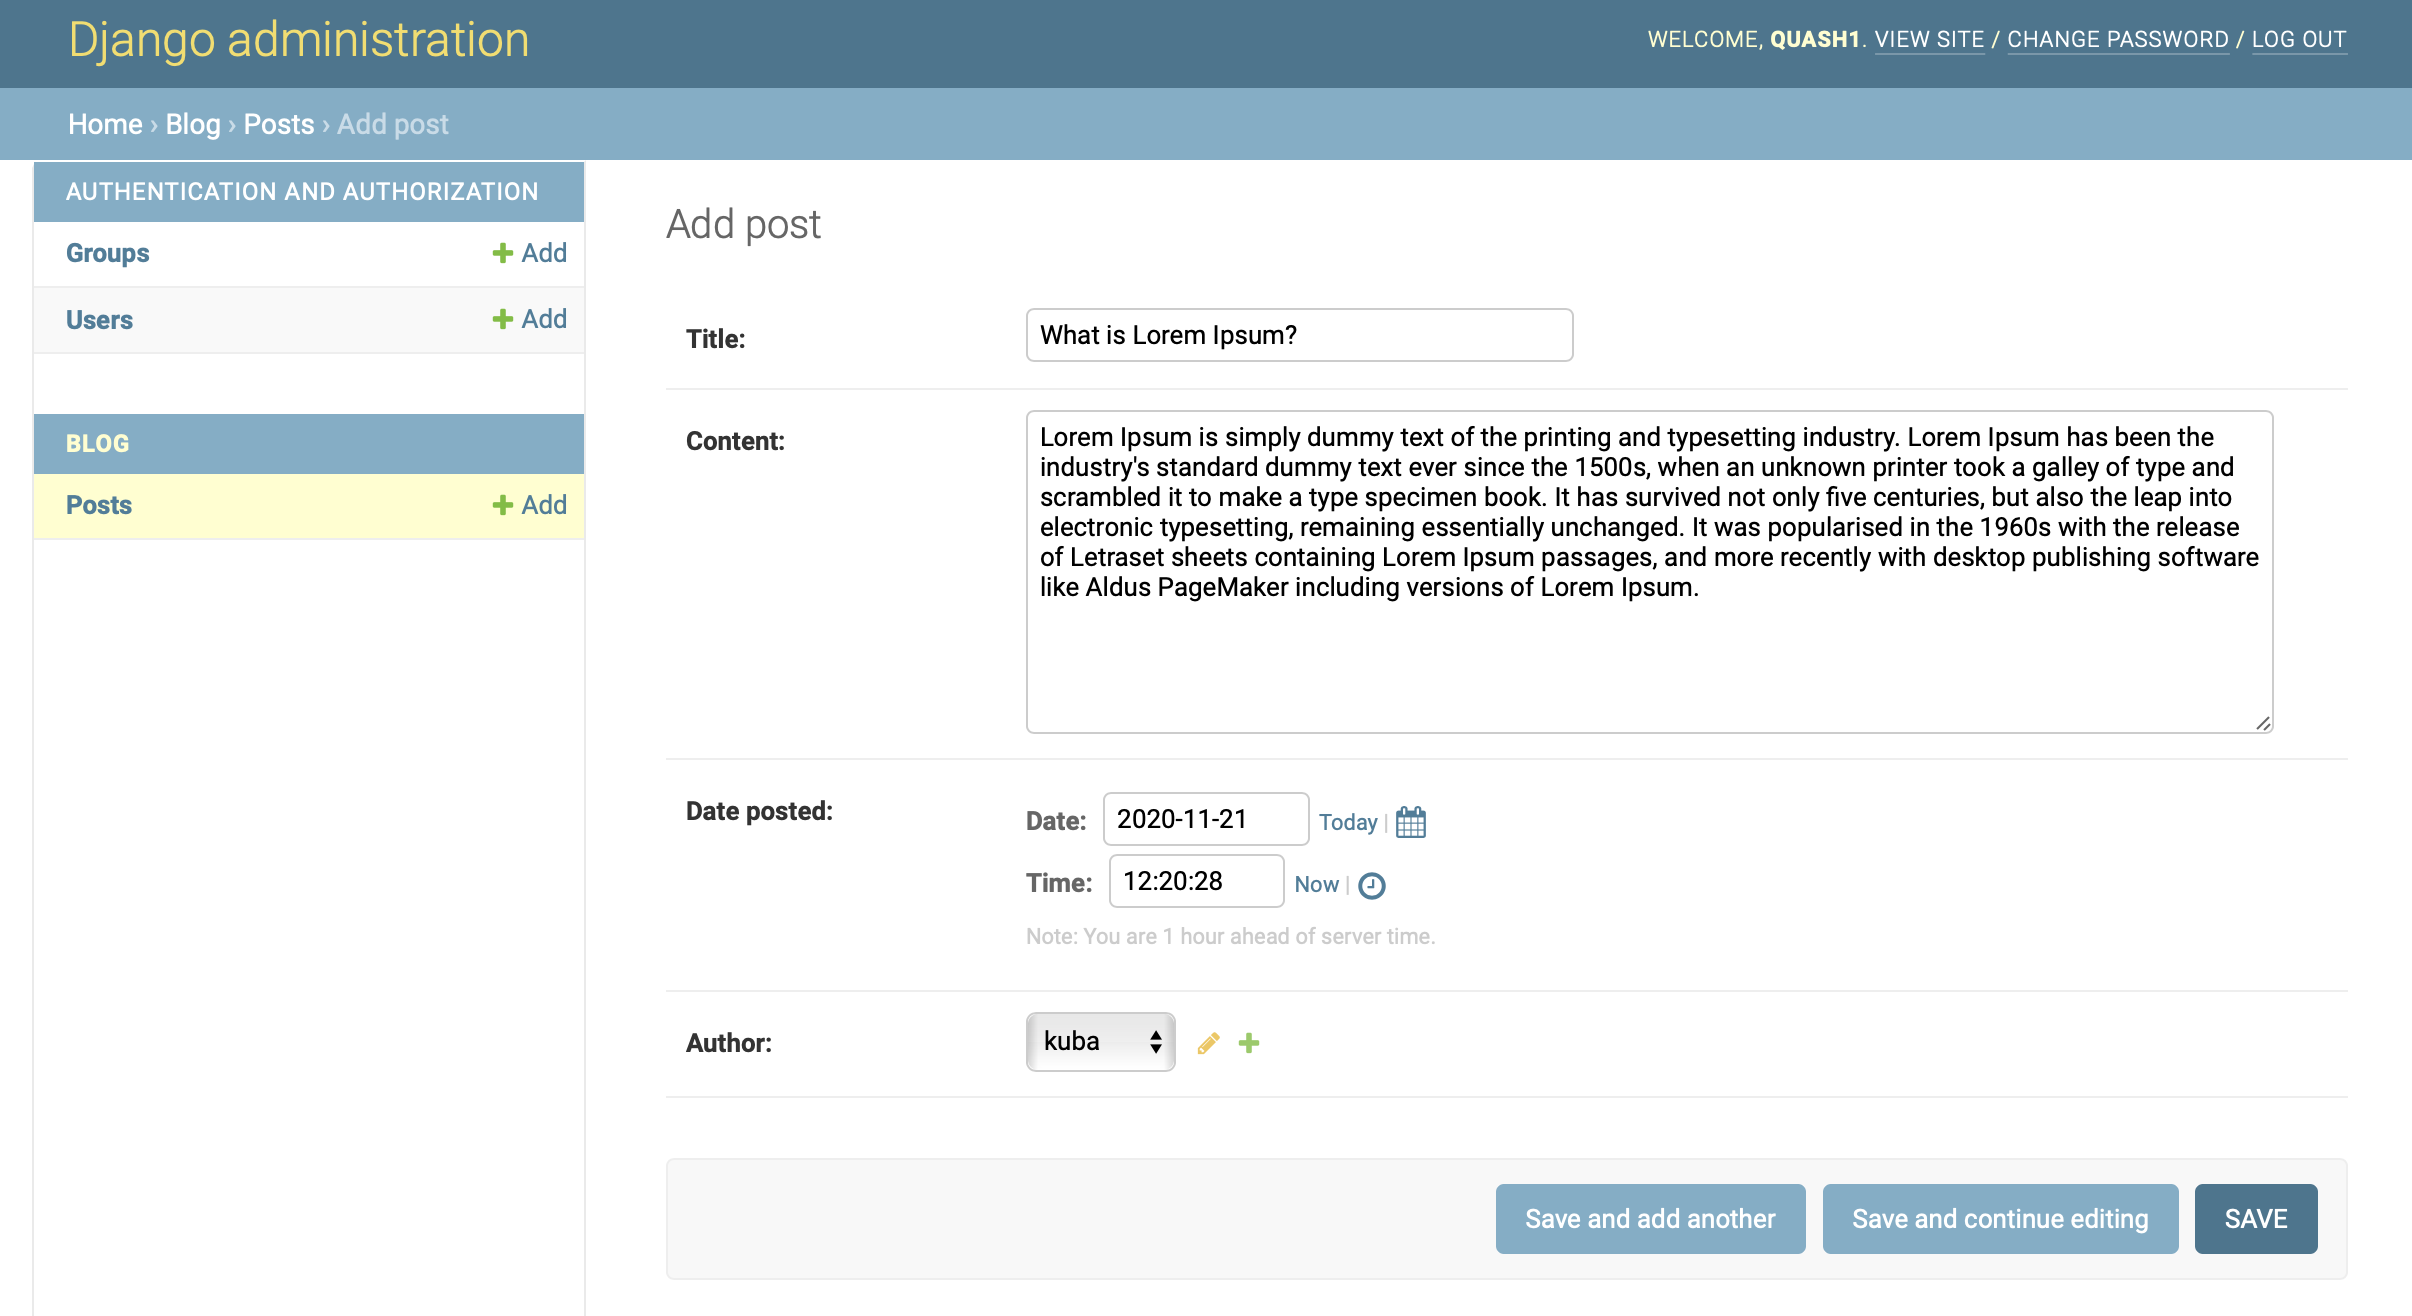 Django administration
WELCOME, QUASH1. VIEW SITE / CHANGE PASSWORD / LOG OUT
Home › Blog › Posts › Add post
AUTHENTICATION AND AUTHORIZATION
Groups
Add
Users
Add
BLOG
Posts
Add
Add post
Title:
What is Lorem Ipsum?
Content:
Lorem Ipsum is simply dummy text of the printing and typesetting industry. Lorem Ipsum has been the
industry's standard dummy text ever since the 1500s, when an unknown printer took a galley of type and
scrambled it to make a type specimen book. It has survived not only five centuries, but also the leap into
electronic typesetting, remaining essentially unchanged. It was popularised in the 1960s with the release
of Letraset sheets containing Lorem Ipsum passages, and more recently with desktop publishing software
like Aldus PageMaker including versions of Lorem Ipsum.
Date posted:
Date: 2020-11-21 Today |
Time: 12:20:28 Now |
Note: You are 1 hour ahead of server time.
Author:
kuba
Save and add another
Save and continue editing
SAVE